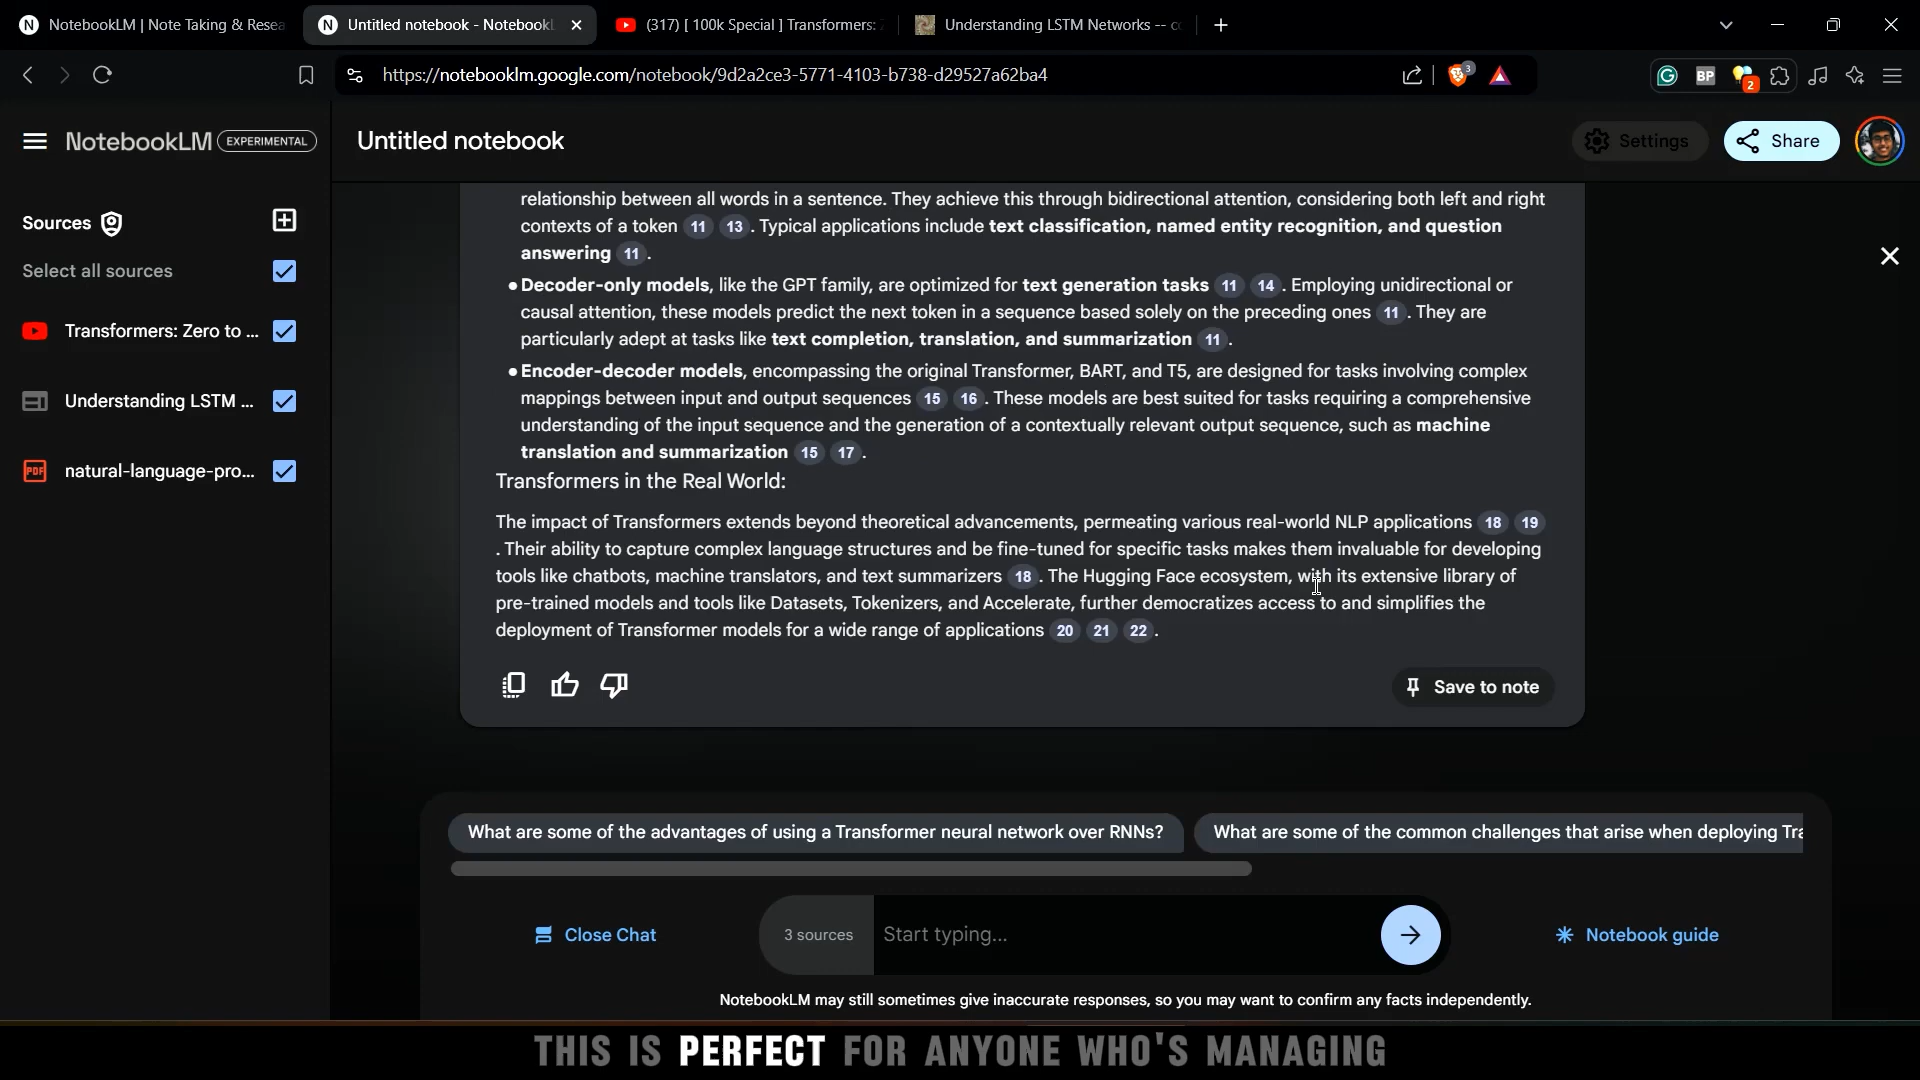 NotebookLM | Note Taking & Resea
Untitled notebook - Notebook
(317) [ 100k Special ] Transformers:
Understanding LSTM Networks -- c
https://notebooklm.google.com/notebook/9d2a2ce3-5771-4103-b738-d29527a62ba4
3
BP
2
NotebookLM EXPERIMENTAL
Untitled notebook
Settings
Share
Sources
Select all sources
Transformers: Zero to ...
Understanding LSTM ...
PDF natural-language-pro...
relationship between all words in a sentence. They achieve this through bidirectional attention, considering both left and right
contexts of a token 11 13 . Typical applications include text classification, named entity recognition, and question
answering 11 .
• Decoder-only models, like the GPT family, are optimized for text generation tasks 11 14 . Employing unidirectional or
causal attention, these models predict the next token in a sequence based solely on the preceding ones 11 . They are
particularly adept at tasks like text completion, translation, and summarization 11 .
• Encoder-decoder models, encompassing the original Transformer, BART, and T5, are designed for tasks involving complex
mappings between input and output sequences 15 16 . These models are best suited for tasks requiring a comprehensive
understanding of the input sequence and the generation of a contextually relevant output sequence, such as machine
translation and summarization 15 17 .
Transformers in the Real World:
The impact of Transformers extends beyond theoretical advancements, permeating various real-world NLP applications 18 19
. Their ability to capture complex language structures and be fine-tuned for specific tasks makes them invaluable for developing
tools like chatbots, machine translators, and text summarizers 18 . The Hugging Face ecosystem, with its extensive library of
pre-trained models and tools like Datasets, Tokenizers, and Accelerate, further democratizes access to and simplifies the
deployment of Transformer models for a wide range of applications 20 21 22 .
Save to note
What are some of the advantages of using a Transformer neural network over RNNs?
What are some of the common challenges that arise when deploying Tra
Close Chat
3 sources
Start typing...
Notebook guide
NotebookLM may still sometimes give inaccurate responses, so you may want to confirm any facts independently.
THIS IS PERFECT FOR ANYONE WHO'S MANAGING